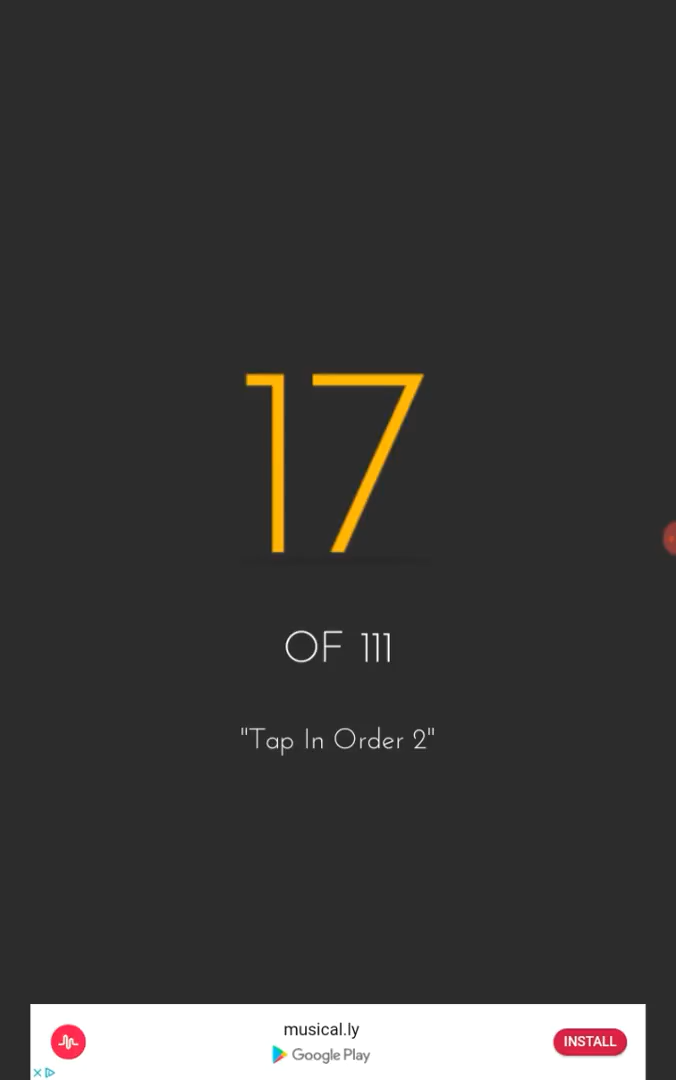 17
OF 111
"Tap In Order 2"
musical.ly
Google Play
INSTALL